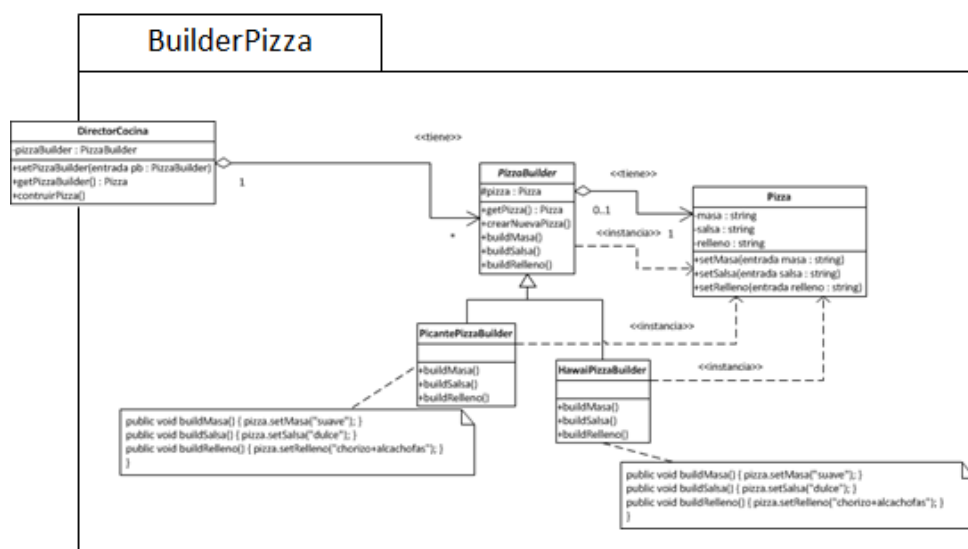 BuilderPizza
DirectorCocina
-pizzaBuilder : PizzaBuilder
+setPizzaBuilder(entrada pb : PizzaBuilder)
+getPizzaBuilder() : Pizza
+contruirPizza()
<<tiene>>
1
*
PizzaBuilder
#pizza : Pizza
+getPizza() : Pizza
+crearNuevaPizza()
+buildMasa()
+buildSalsa()
+buildRelleno()
<<tiene>>
0..1
<<instancia>>
1
Pizza
-masa : string
-salsa : string
-relleno : string
+setMasa(entrada masa : string)
+setSalsa(entrada salsa : string)
+setRelleno(entrada relleno : string)
PicantePizzaBuilder
+buildMasa()
+buildSalsa()
+buildRelleno()
<<instancia>>
HawaiPizzaBuilder
+buildMasa()
+buildSalsa()
+buildRelleno()
<<instancia>>
public void buildMasa() { pizza.setMasa("suave"); }
public void buildSalsa() { pizza.setSalsa("dulce"); }
public void buildRelleno() { pizza.setRelleno("chorizo+alcachofas"); }
}
public void buildMasa() { pizza.setMasa("suave"); }
public void buildSalsa() { pizza.setSalsa("dulce"); }
public void buildRelleno() { pizza.setRelleno("chorizo+alcachofas"); }
}